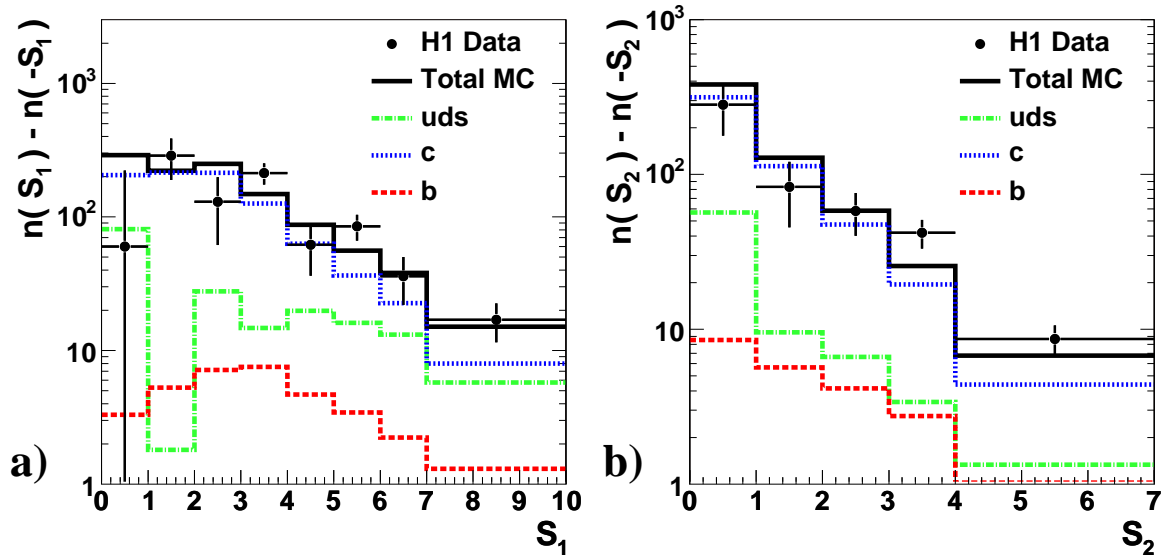 n( S₁) - n( -S₁)
10³
10²
10
1
H1 Data
Total MC
uds
c
b
a)
0 1 2 3 4 5 6 7 8 9 10
S₁
n( S₂) - n( -S₂)
10³
10²
10
1
H1 Data
Total MC
uds
c
b
b)
0 1 2 3 4 5 6 7
S₂